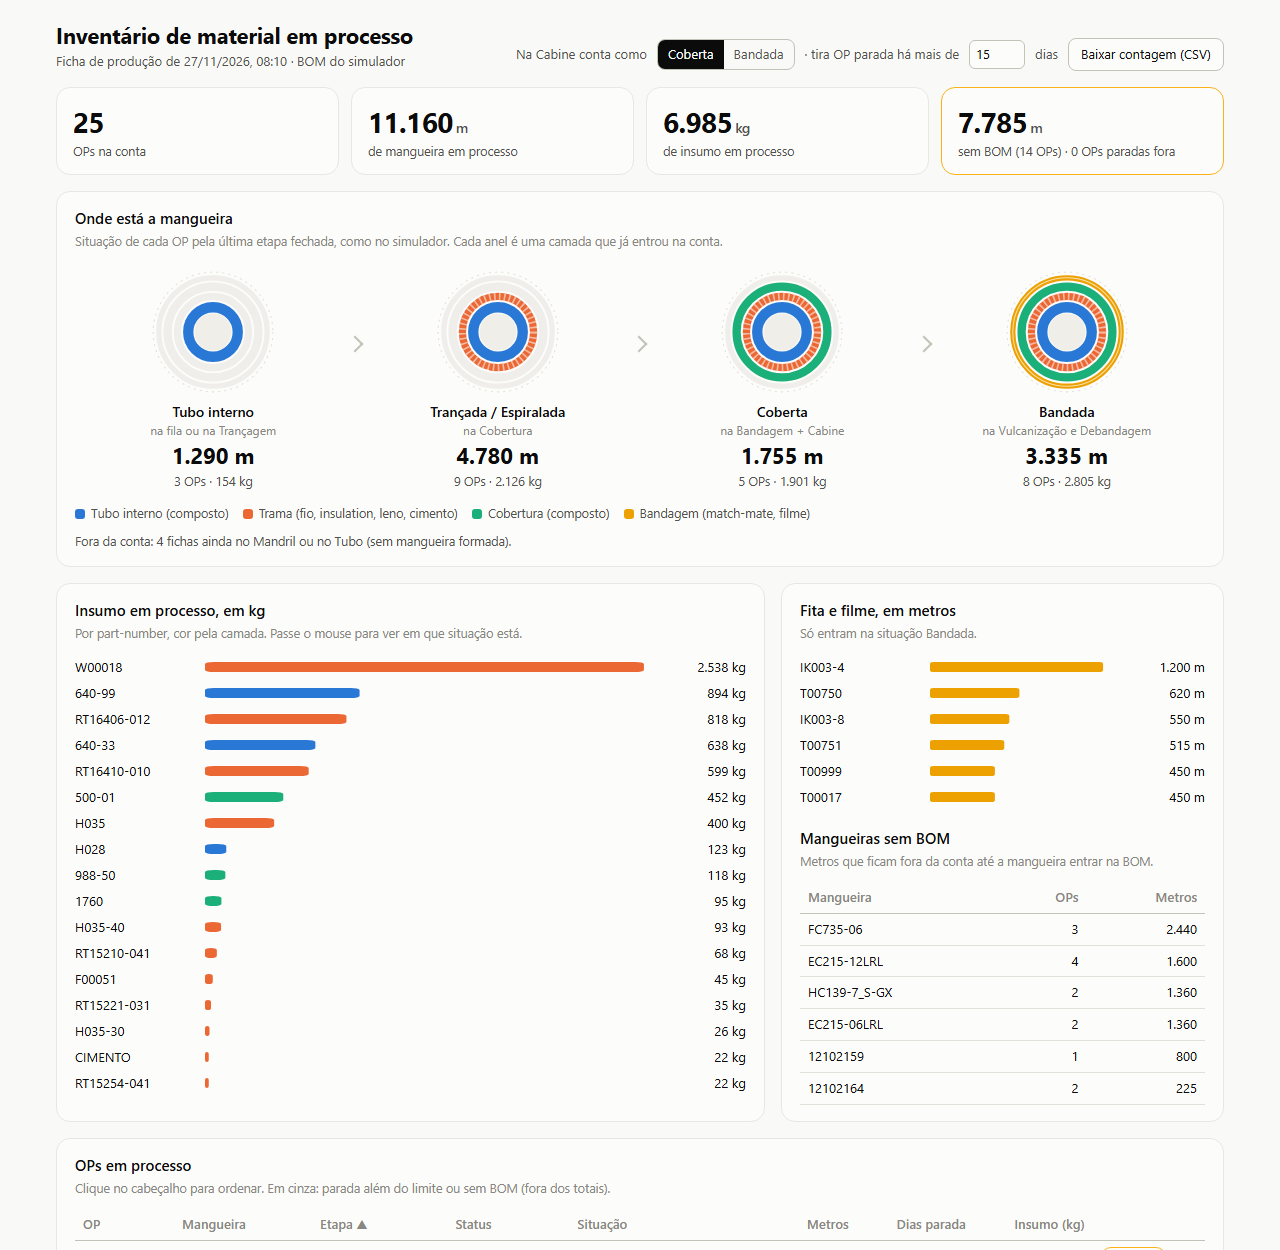 Inventário de material em processo
Ficha de produção de 27/11/2026, 08:10 · BOM do simulador
Na Cabine conta como Coberta Bandada · tira OP parada há mais de 15 dias Baixar contagem (CSV)
25
OPs na conta
11.160 m
de mangueira em processo
6.985 kg
de insumo em processo
7.785 m
sem BOM (14 OPs) · 0 OPs paradas fora
Onde está a mangueira
Situação de cada OP pela última etapa fechada, como no simulador. Cada anel é uma camada que já entrou na conta.
Tubo interno
na fila ou na Trançagem
1.290 m
3 OPs · 154 kg
Trançada / Espiralada
na Cobertura
4.780 m
9 OPs · 2.126 kg
Coberta
na Bandagem + Cabine
1.755 m
5 OPs · 1.901 kg
Bandada
na Vulcanização e Debandagem
3.335 m
8 OPs · 2.805 kg
Tubo interno (composto) Trama (fio, insulation, leno, cimento) Cobertura (composto) Bandagem (match-mate, filme)
Fora da conta: 4 fichas ainda no Mandril ou no Tubo (sem mangueira formada).
Insumo em processo, em kg
Por part-number, cor pela camada. Passe o mouse para ver em que situação está.
W00018 2.538 kg
640-99 894 kg
RT16406-012 818 kg
640-33 638 kg
RT16410-010 599 kg
500-01 452 kg
H035 400 kg
H028 123 kg
988-50 118 kg
1760 95 kg
H035-40 93 kg
RT15210-041 68 kg
F00051 45 kg
RT15221-031 35 kg
H035-30 26 kg
CIMENTO 22 kg
RT15254-041 22 kg
Fita e filme, em metros
Só entram na situação Bandada.
IK003-4 1.200 m
T00750 620 m
IK003-8 550 m
T00751 515 m
T00999 450 m
T00017 450 m
Mangueiras sem BOM
Metros que ficam fora da conta até a mangueira entrar na BOM.
Mangueira OPs Metros
FC735-06 3 2.440
EC215-12LRL 4 1.600
HC139-7_S-GX 2 1.360
EC215-06LRL 2 1.360
12102159 1 800
12102164 2 225
OPs em processo
Clique no cabeçalho para ordenar. Em cinza: parada além do limite ou sem BOM (fora dos totais).
OP Mangueira Etapa ▲ Status Situação Metros Dias parada Insumo (kg)